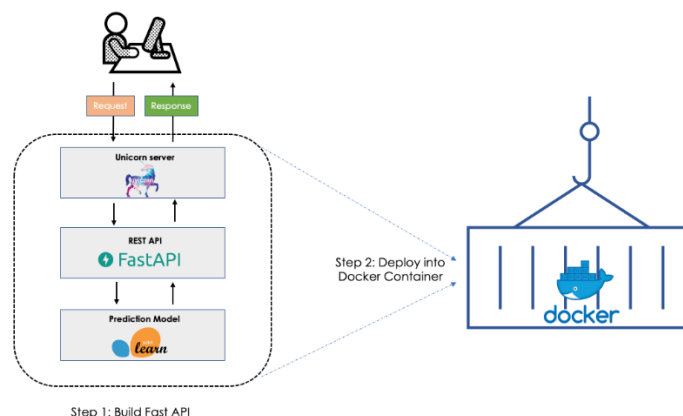 Request
Response
Unicorn server
REST API
FastAPI
Prediction Model
learn
Step 1: Build Fast API
Step 2: Deploy into
Docker Container
docker